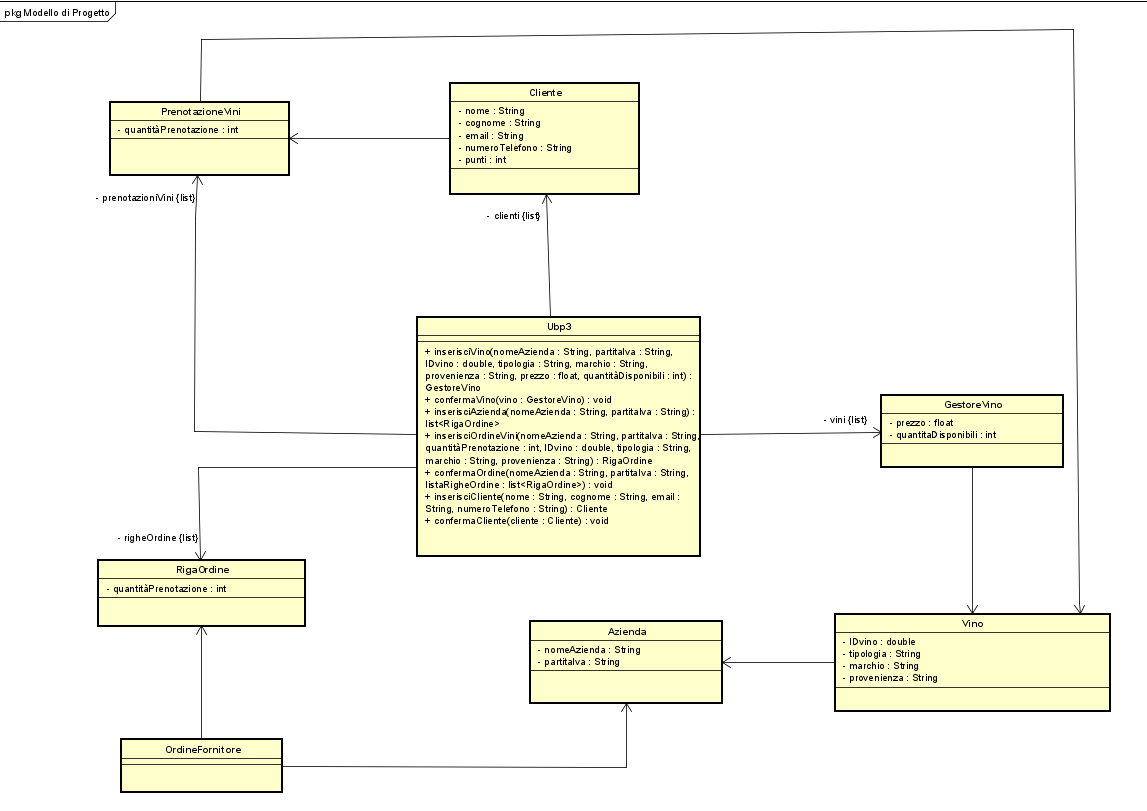 pkg Modello di Progetto
PrenotazioneVini
- quantitàPrenotazione : int
- prenotazioniVini {list}
Cliente
- nome : String
- cognome : String
- email : String
- numeroTelefono : String
- punti : int
- clienti {list}
Ubp3
+ inserisciVino(nomeAzienda : String, partitaIva : String,
IDvino : double, tipologia : String, marchio : String,
provenienza : String, prezzo : float, quantitàDisponibili : int) :
GestoreVino
+ confermaVino(vino : GestoreVino) : void
+ inserisciAzienda(nomeAzienda : String, partitaIva : String) :
list<RigaOrdine>
+ inserisciOrdineVini(nomeAzienda : String, partitaIva : String,
quantitàPrenotazione : int, IDvino : double, tipologia : String,
marchio : String, provenienza : String) : RigaOrdine
+ confermaOrdine(nomeAzienda : String, partitaIva : String,
listaRigheOrdine : list<RigaOrdine>) : void
+ inserisciCliente(nome : String, cognome : String, email :
String, numeroTelefono : String) : Cliente
+ confermaCliente(cliente : Cliente) : void
- vini {list}
GestoreVino
- prezzo : float
- quantitaDisponibili : int
- righeOrdine {list}
RigaOrdine
- quantitàPrenotazione : int
Azienda
- nomeAzienda : String
- partitaIva : String
Vino
- IDvino : double
- tipologia : String
- marchio : String
- provenienza : String
OrdineFornitore